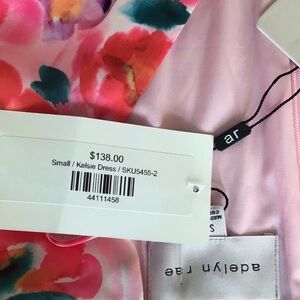 $138.00
Small / Kelsie Dress / SKU5455-2
44111458
ar
S
adelyn rae